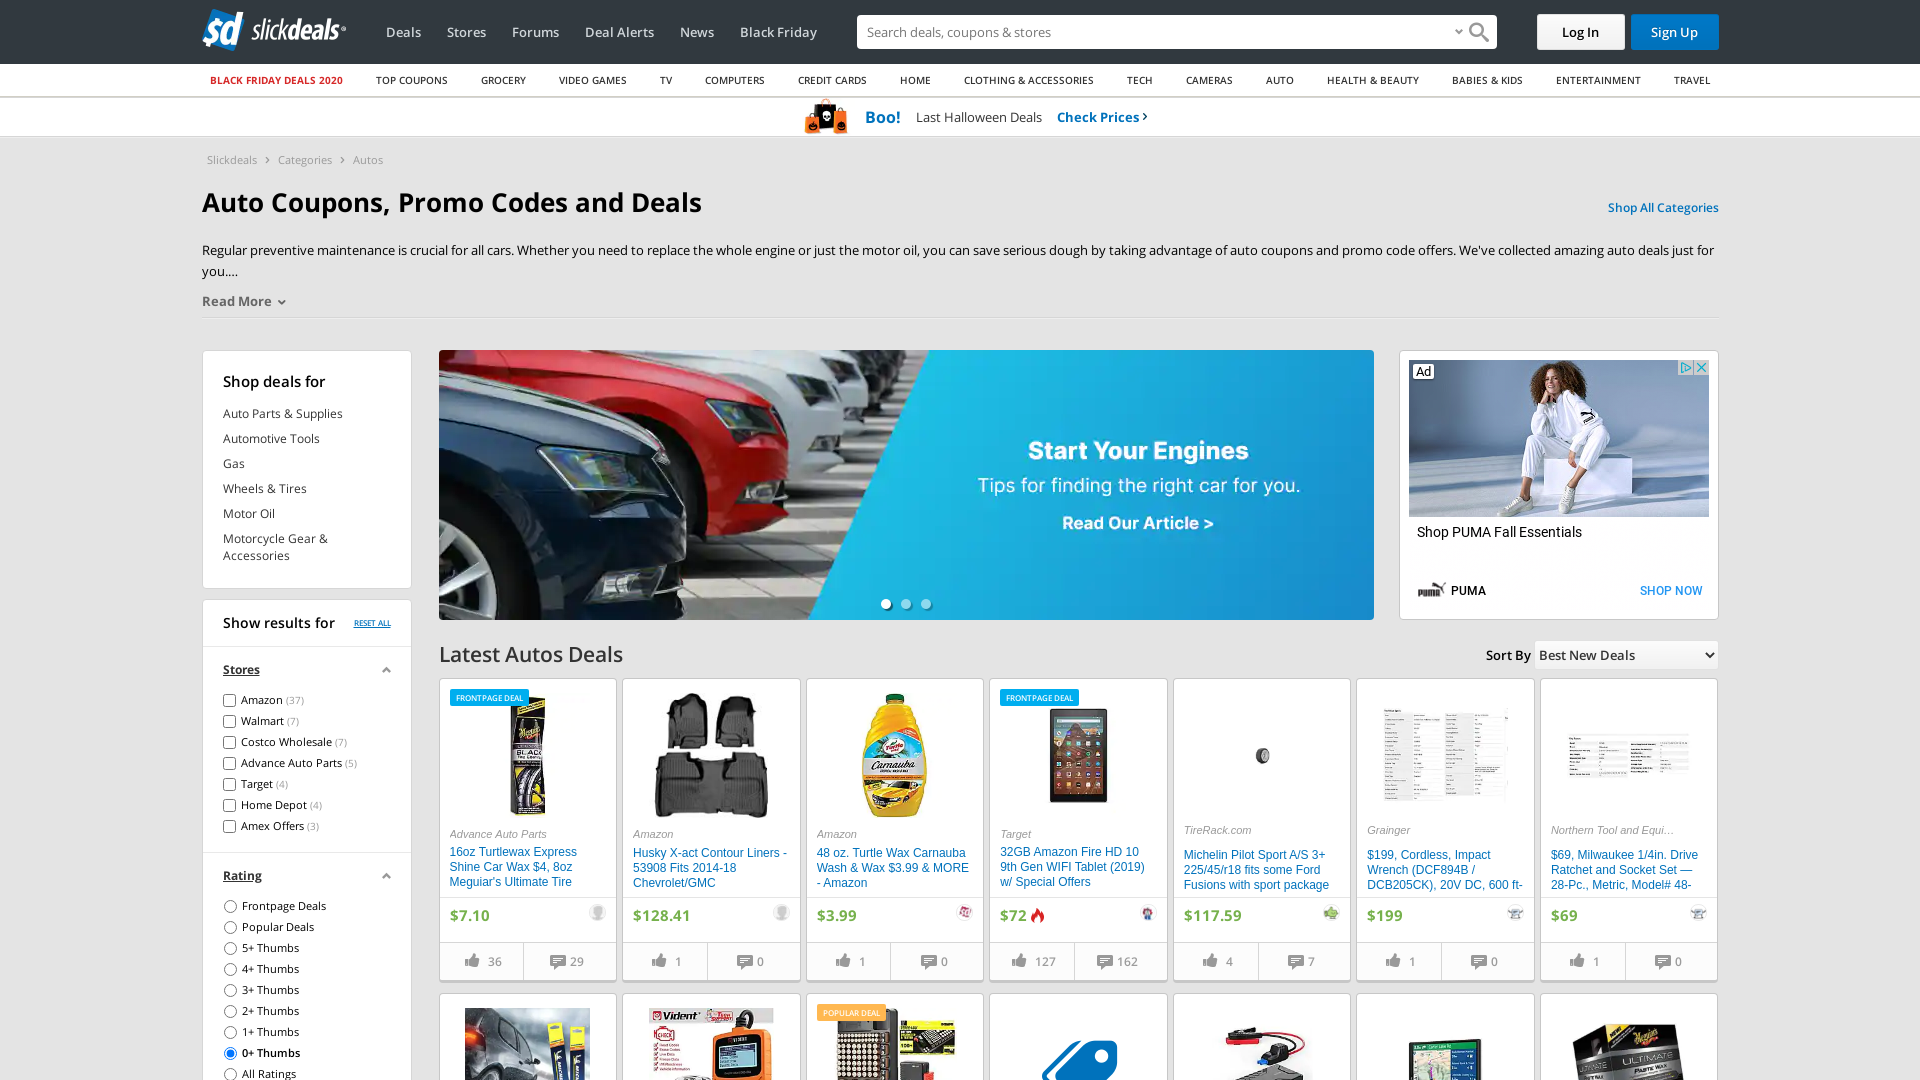 slickdeals
Deals
Stores
Forums
Deal Alerts
News
Black Friday
Search deals, coupons & stores
Log In
Sign Up
BLACK FRIDAY DEALS 2020
TOP COUPONS
GROCERY
VIDEO GAMES
TV
COMPUTERS
CREDIT CARDS
HOME
CLOTHING & ACCESSORIES
TECH
CAMERAS
AUTO
HEALTH & BEAUTY
BABIES & KIDS
ENTERTAINMENT
TRAVEL
Boo! Last Halloween Deals Check Prices
Slickdeals > Categories > Autos
Auto Coupons, Promo Codes and Deals
Shop All Categories
Regular preventive maintenance is crucial for all cars. Whether you need to replace the whole engine or just the motor oil, you can save serious dough by taking advantage of auto coupons and promo code offers. We've collected amazing auto deals just for
you....
Read More
Shop deals for
Auto Parts & Supplies
Automotive Tools
Gas
Wheels & Tires
Motor Oil
Motorcycle Gear &
Accessories
Show results for
RESET ALL
Stores
Amazon (37)
Walmart (7)
Costco Wholesale (7)
Advance Auto Parts (5)
Target (4)
Home Depot (4)
Amex Offers (3)
Rating
Frontpage Deals
Popular Deals
5+ Thumbs
4+ Thumbs
3+ Thumbs
2+ Thumbs
1+ Thumbs
0+ Thumbs
All Ratings
Start Your Engines
Tips for finding the right car for you.
Read Our Article >
Ad
Shop PUMA Fall Essentials
PUMA
SHOP NOW
Latest Autos Deals
Sort By
Best New Deals
FRONTPAGE DEAL
Advance Auto Parts
16oz Turtlewax Express
Shine Car Wax $4, 8oz
Meguiar's Ultimate Tire
$7.10
36
29
Amazon
Husky X-act Contour Liners -
53908 Fits 2014-18
Chevrolet/GMC
$128.41
1
0
Carnauba
Amazon
48 oz. Turtle Wax Carnauba
Wash & Wax $3.99 & MORE
- Amazon
$3.99
1
0
FRONTPAGE DEAL
Target
32GB Amazon Fire HD 10
9th Gen WIFI Tablet (2019)
w/ Special Offers
$72
127
162
TireRack.com
Michelin Pilot Sport A/S 3+
225/45/r18 fits some Ford
Fusions with sport package
$117.59
4
7
Grainger
$199, Cordless, Impact
Wrench (DCF894B /
DCB205CK), 20V DC, 600 ft-
$199
1
0
Northern Tool and Equi…
$69, Milwaukee 1/4in. Drive
Ratchet and Socket Set —
28-Pc., Metric, Model# 48-
$69
1
0
Vident
POPULAR DEAL
ULTIMATE